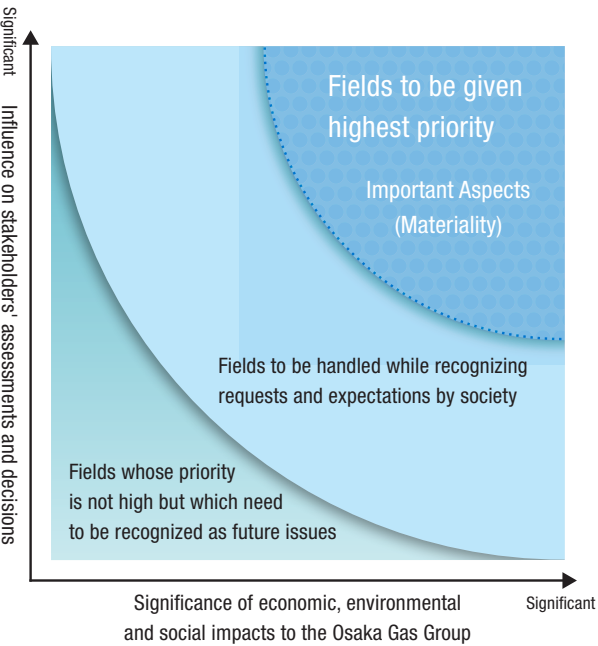 Significant
Influence on stakeholders' assessments and decisions
Fields to be given
highest priority
Important Aspects
(Materiality)
Fields to be handled while recognizing
requests and expectations by society
Fields whose priority
is not high but which need
to be recognized as future issues
Significance of economic, environmental
and social impacts to the Osaka Gas Group
Significant